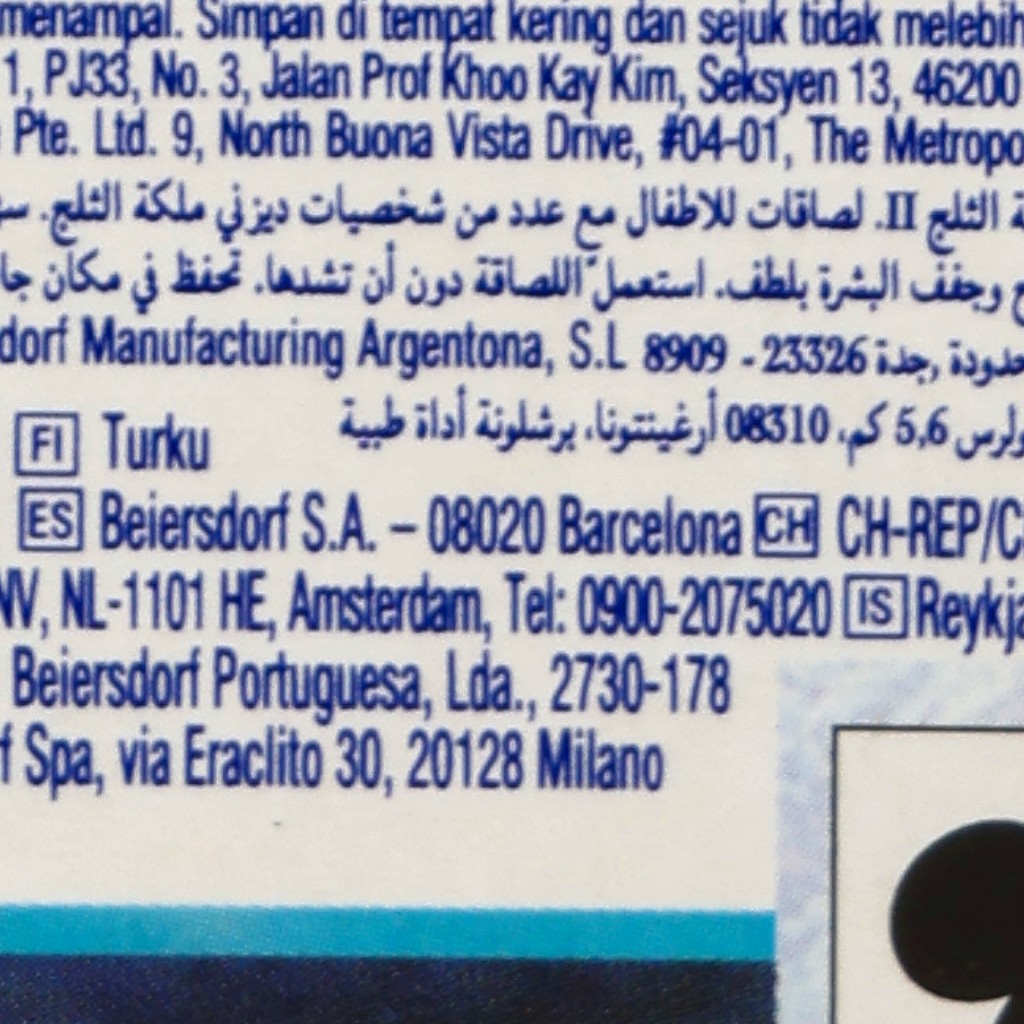 menampal. Simpan di tempat kering dan sejuk tidak melebih
1, PJ33, No. 3, Jalan Prof Khoo Kay Kim, Seksyen 13, 46200
Pte. Ltd. 9, North Buona Vista Drive, #04-01, The Metropo
ة الثلج II. لصاقات للاطفال مع عدد من شخصيات ديزني ملكة الثلج. سه
وجفف البشرة بلطف. استعمل اللصاقة دون أن تشدها. تحفظ في مكان جا
dorf Manufacturing Argentona, S.L 8909 - 23326 حدودة ,جدة
ولرس 5,6 كم، 08310 أرغينتونا، برشلونة أداة طبية
FI Turku
ES Beiersdorf S.A. – 08020 Barcelona CH CH-REP/C
NV, NL-1101 HE, Amsterdam, Tel: 0900-2075020 IS Reykja
Beiersdorf Portuguesa, Lda., 2730-178
f Spa, via Eraclito 30, 20128 Milano